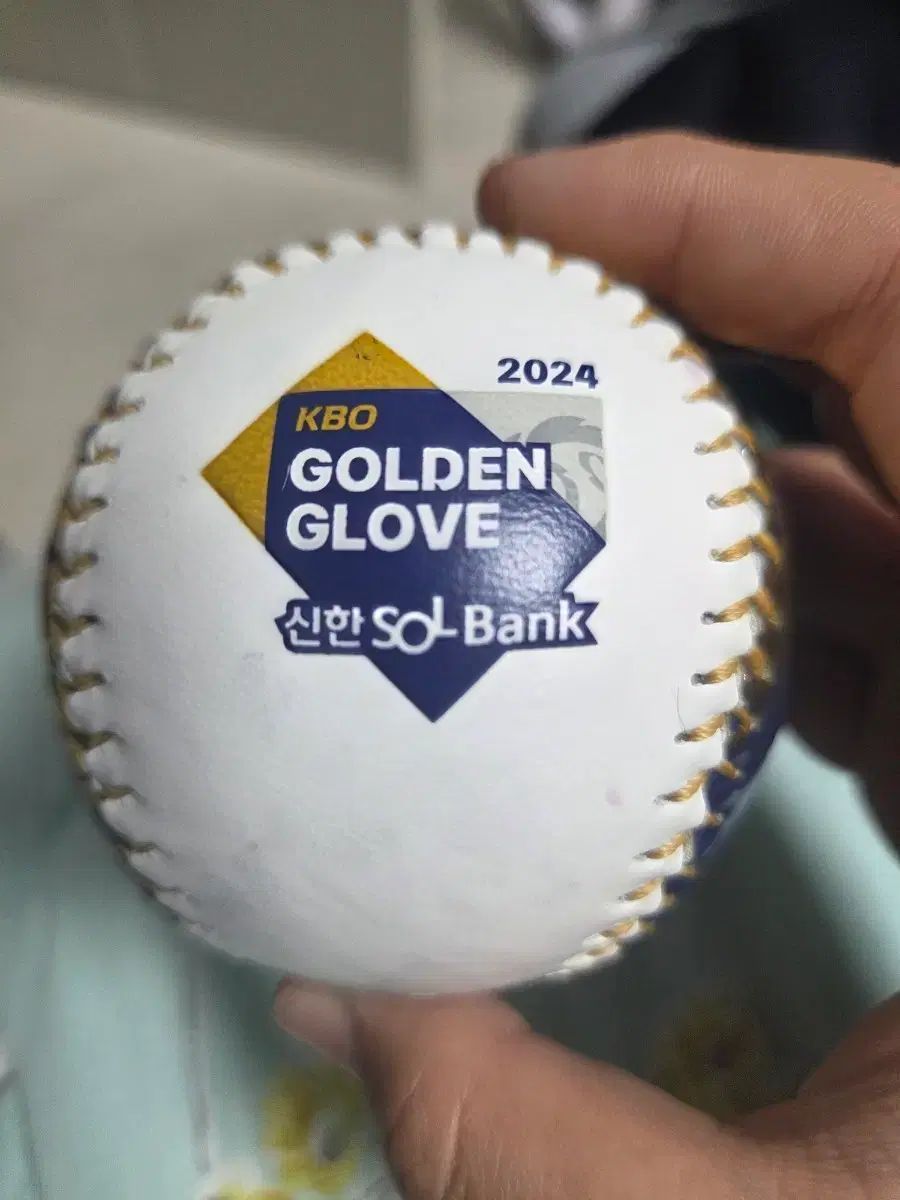 2024
KBO
GOLDEN
GLOVE
신한 SOL Bank